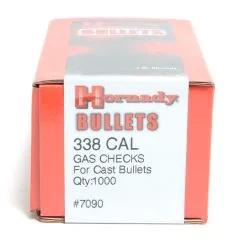 Hornady
BULLETS
338 CAL
GAS CHECKS
For Cast Bullets
Qty:1000
#7090